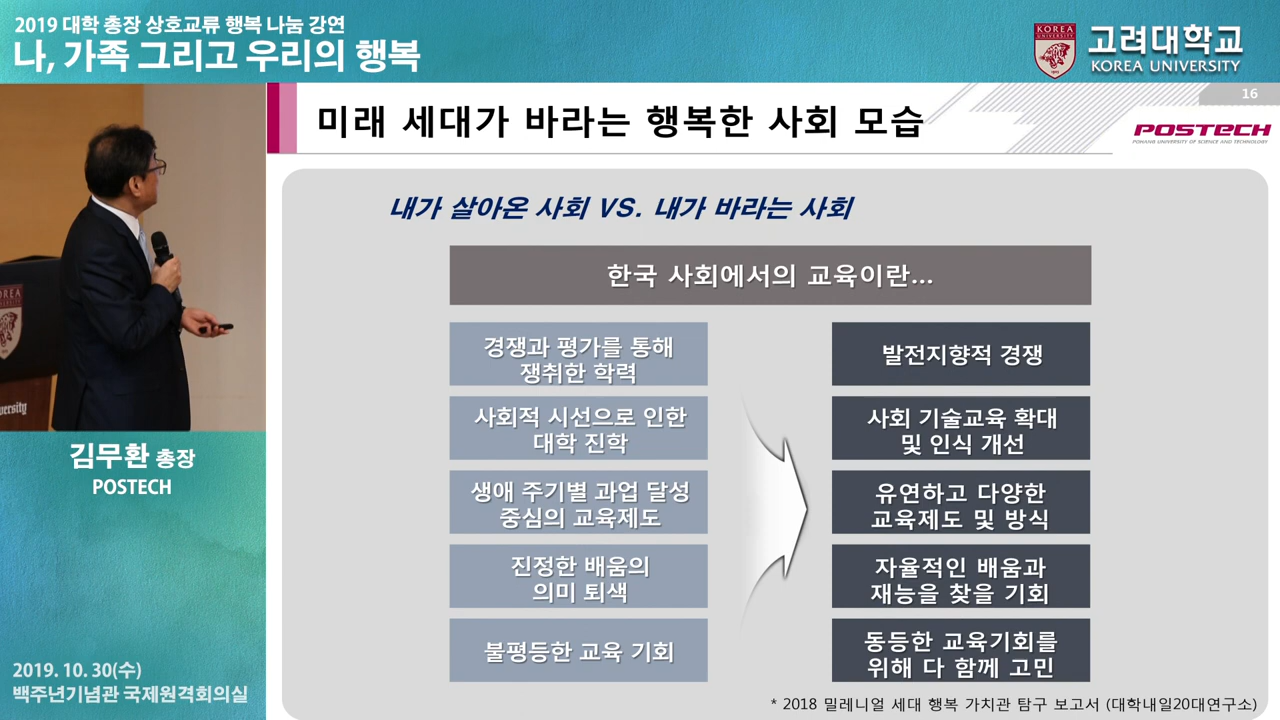 2019 대학 총장 상호교류 행복 나눔 강연
나, 가족 그리고 우리의 행복
KOREA
1905
고려대학교
KOREA UNIVERSITY
16
미래 세대가 바라는 행복한 사회 모습
POSTECH
POHANG UNIVERSITY OF SCIENCE AND TECHNOLOGY
내가 살아온 사회 VS. 내가 바라는 사회
한국 사회에서의 교육이란...
경쟁과 평가를 통해
쟁취한 학력
발전지향적 경쟁
사회적 시선으로 인한
대학 진학
사회 기술교육 확대
및 인식 개선
생애 주기별 과업 달성
중심의 교육제도
유연하고 다양한
교육제도 및 방식
진정한 배움의
의미 퇴색
자율적인 배움과
재능을 찾을 기회
불평등한 교육 기회
동등한 교육기회를
위해 다 함께 고민
* 2018 밀레니얼 세대 행복 가치관 탐구 보고서 (대학내일20대연구소)
김무환 총장
POSTECH
2019. 10. 30(수)
백주년기념관 국제원격회의실